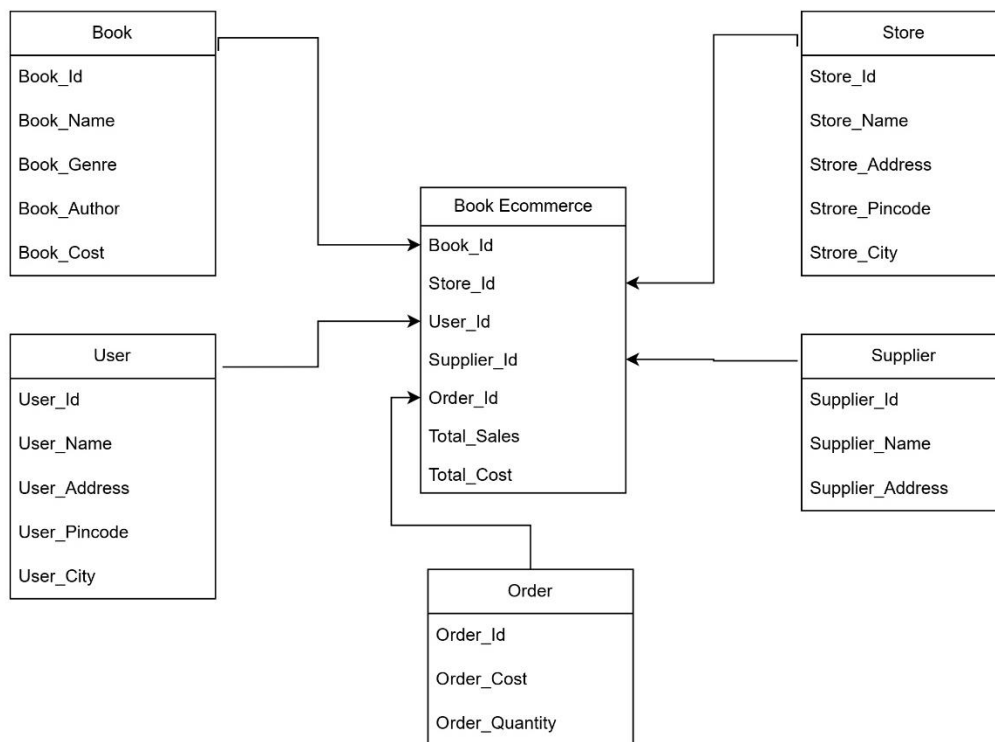 Book
Book_Id
Book_Name
Book_Genre
Book_Author
Book_Cost
Store
Store_Id
Store_Name
Strore_Address
Strore_Pincode
Strore_City
Book Ecommerce
Book_Id
Store_Id
User_Id
Supplier_Id
Order_Id
Total_Sales
Total_Cost
User
User_Id
User_Name
User_Address
User_Pincode
User_City
Supplier
Supplier_Id
Supplier_Name
Supplier_Address
Order
Order_Id
Order_Cost
Order_Quantity